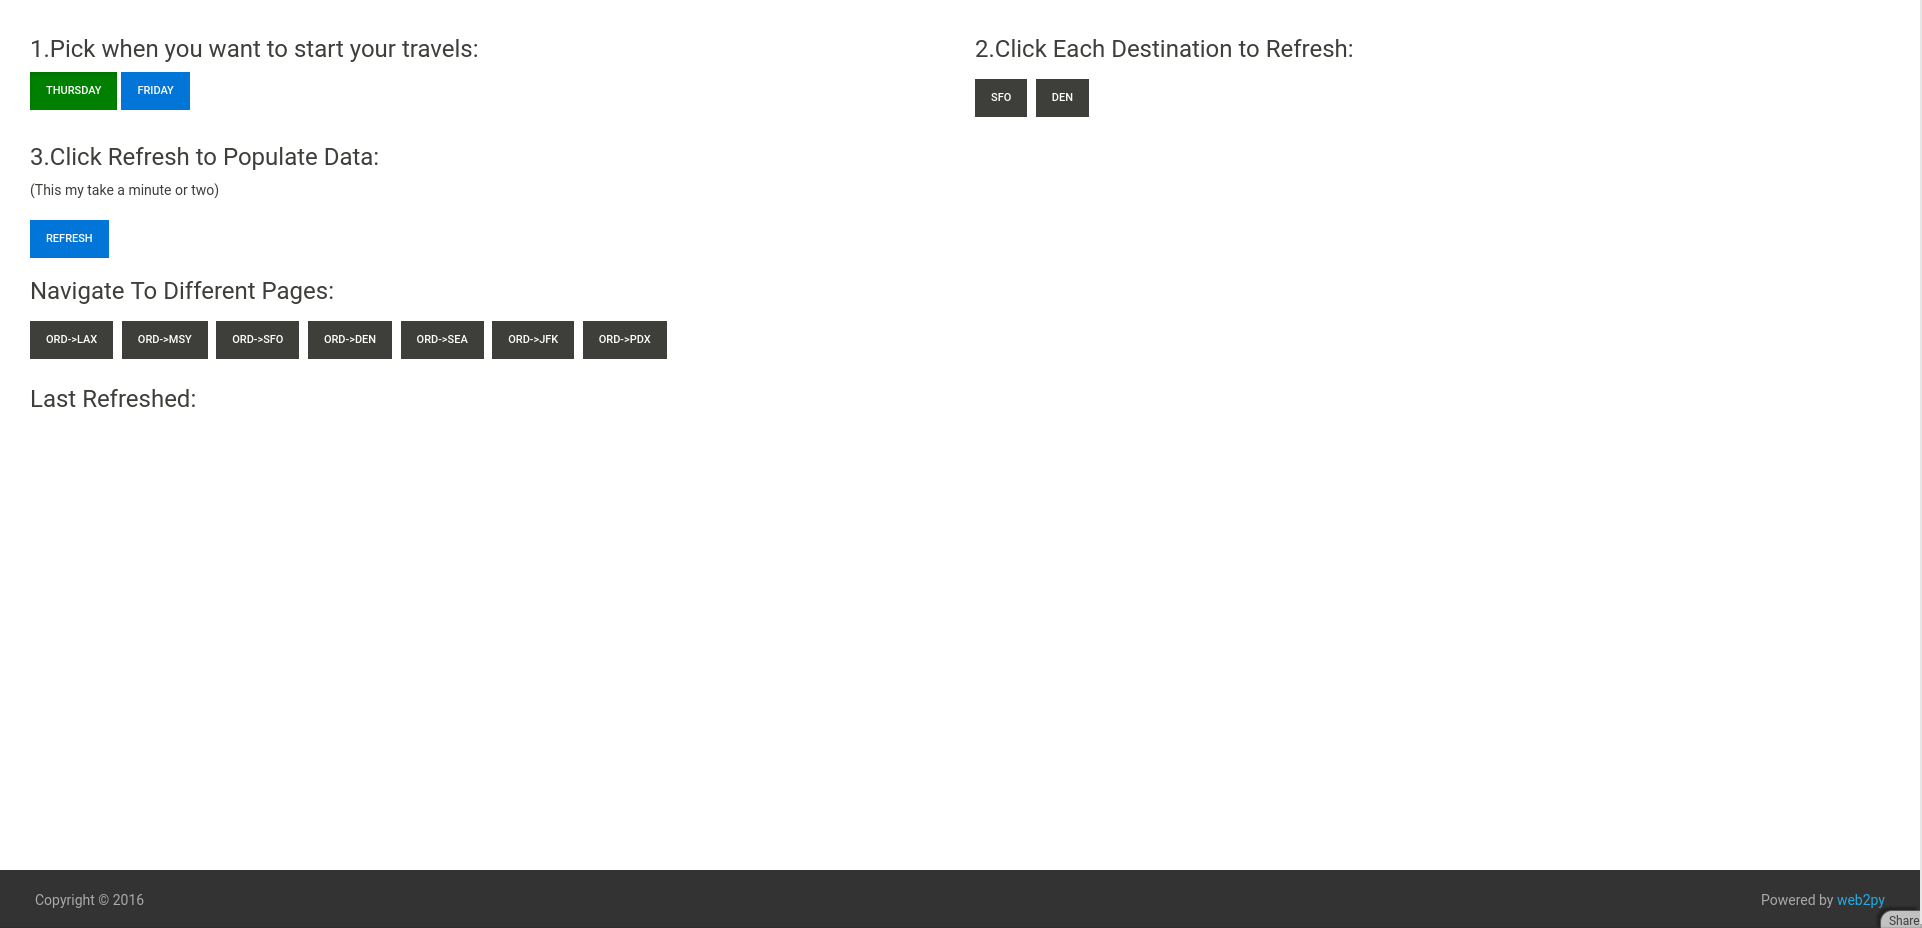 1.Pick when you want to start your travels:
THURSDAY FRIDAY
2.Click Each Destination to Refresh:
SFO DEN
3.Click Refresh to Populate Data:
(This my take a minute or two)
REFRESH
Navigate To Different Pages:
ORD->LAX ORD->MSY ORD->SFO ORD->DEN ORD->SEA ORD->JFK ORD->PDX
Last Refreshed:
Copyright © 2016
Powered by web2py
Share